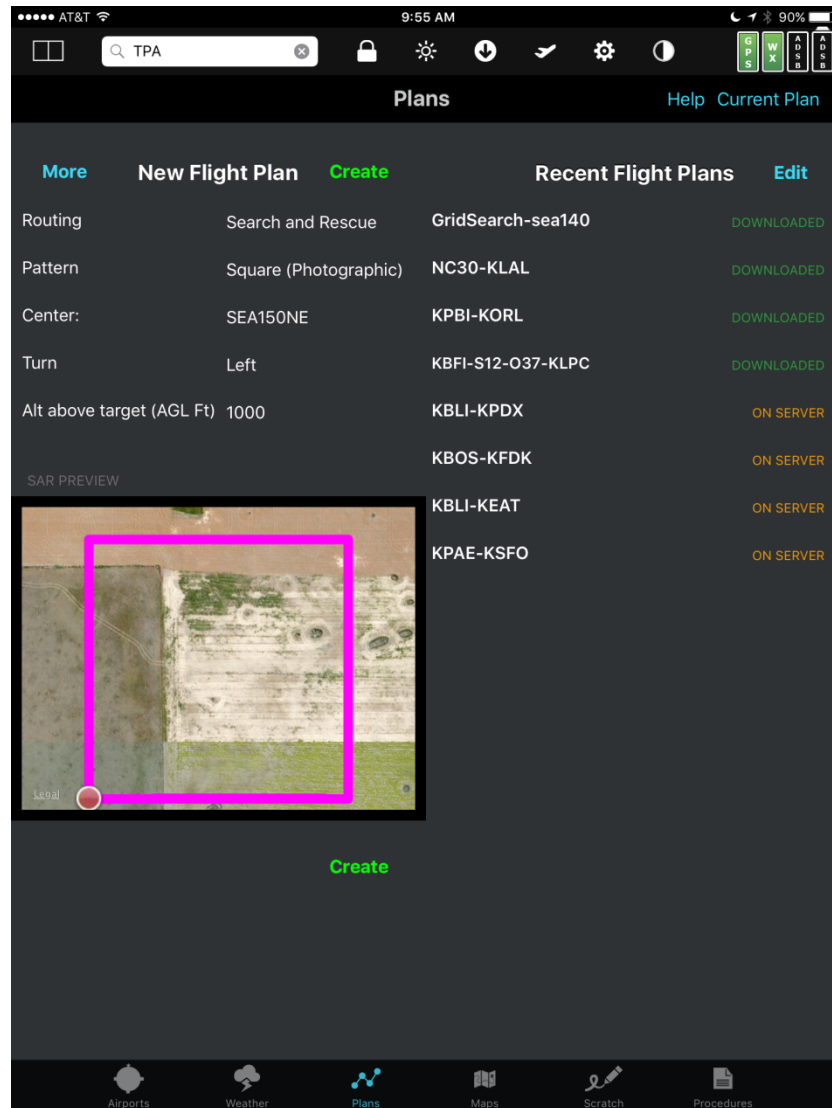 AT&T 9:55 AM 90%
TPA GPS WX ADSB ADSB
Plans Help Current Plan
More New Flight Plan Create
Recent Flight Plans Edit
Routing Search and Rescue
Pattern Square (Photographic)
Center: SEA150NE
Turn Left
Alt above target (AGL Ft) 1000
SAR PREVIEW
Legal
Create
GridSearch-sea140 DOWNLOADED
NC30-KLAL DOWNLOADED
KPBI-KORL DOWNLOADED
KBFI-S12-O37-KLPC DOWNLOADED
KBLI-KPDX ON SERVER
KBOS-KFDK ON SERVER
KBLI-KEAT ON SERVER
KPAE-KSFO ON SERVER
Airports Weather Plans Maps Scratch Procedures